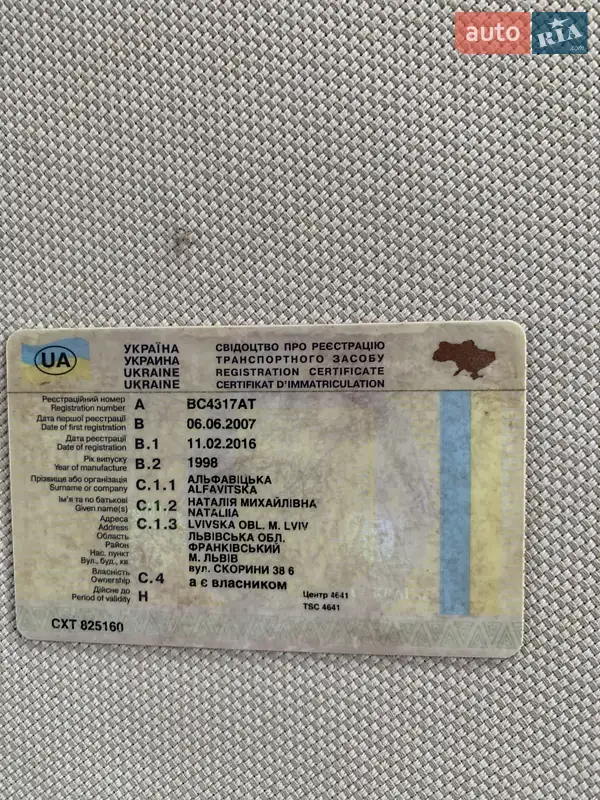 auto RIA .com
УКРАЇНА СВІДОЦТВО ПРО РЕЄСТРАЦІЮ
УКРАИНА ТРАНСПОРТНОГО ЗАСОБУ
UKRAINE REGISTRATION CERTIFICATE
UKRAINE CERTIFIKAT D'IMMATRICULATION
UA
Реєстраційний номер
Registration number A BC4317AT
Дата першої реєстрації
Date of first registration B 06.06.2007
Дата реєстрації
Date of registration B.1 11.02.2016
Рік випуску
Year of manufacture B.2 1998
Прізвище або організація АЛЬФАВІЦЬКА
Surname or company C.1.1 ALFAVITSKA
Ім'я та по батькові НАТАЛІЯ МИХАЙЛІВНА
Given name(s) C.1.2 NATALIIA
Адреса
Address C.1.3 LVIVSKA OBL. M. LVIV
Область ЛЬВІВСЬКА ОБЛ.
Район ФРАНКІВСЬКИЙ
Нас. пункт М. ЛЬВІВ
Вул., буд., кв. вул. СКОРИНИ 38 6
Власність
Ownership C.4 а є власником
Дійсне до
Period of validity H
Центр 4641
TSC 4641
CXT 825160